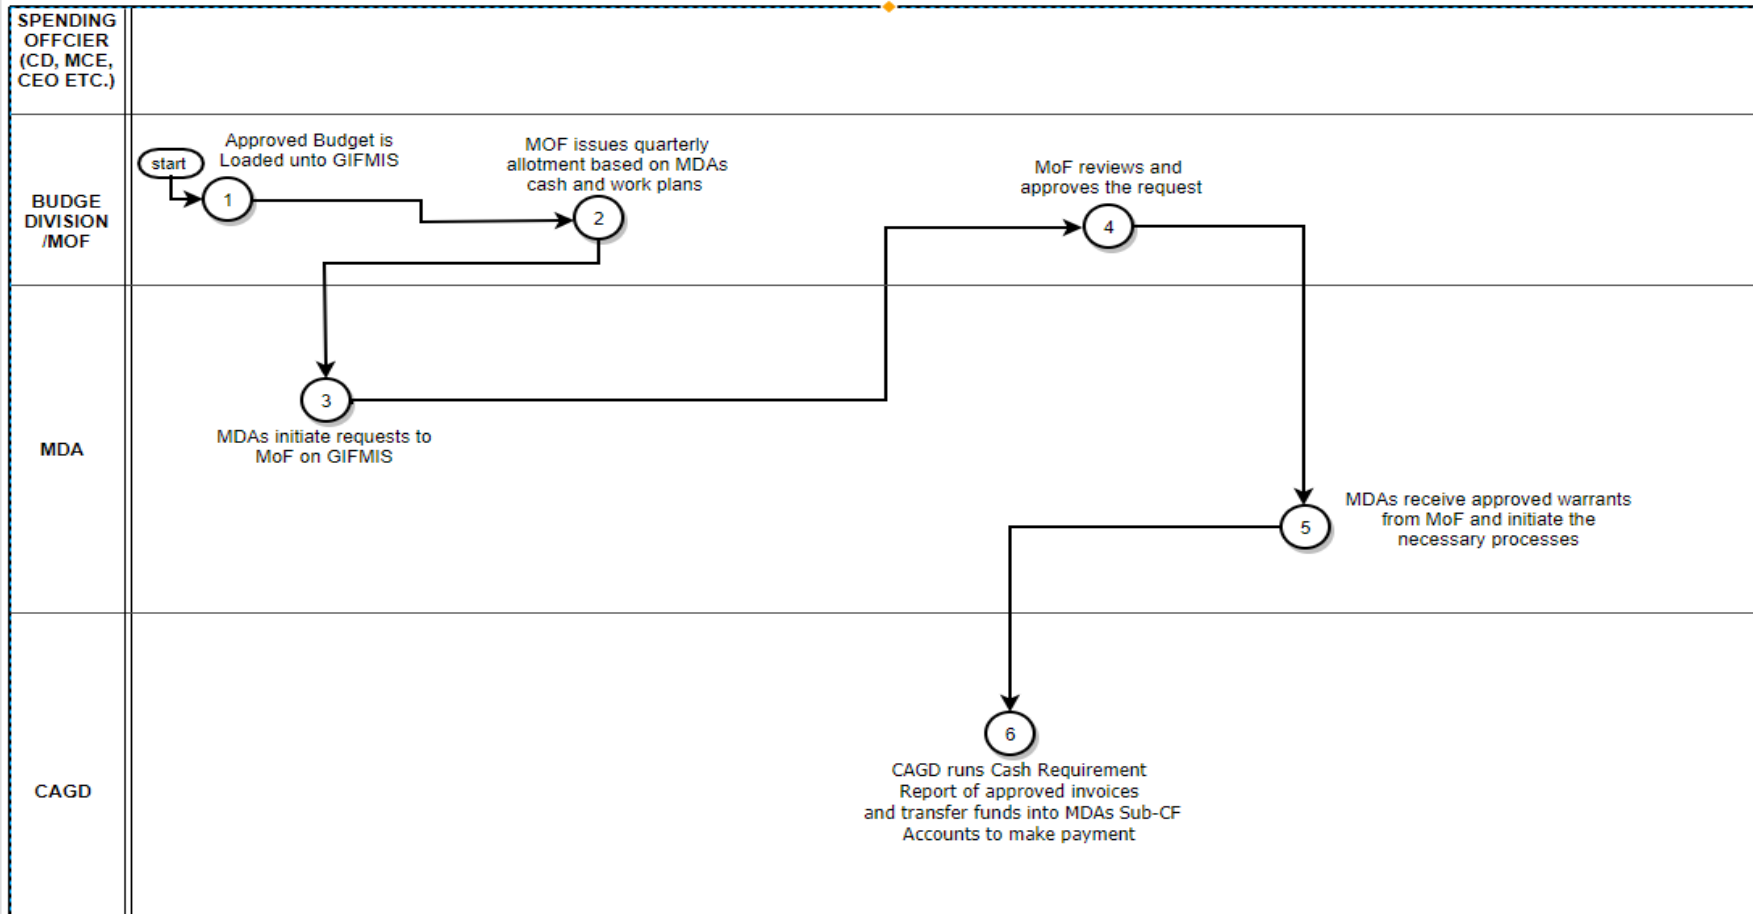 SPENDING
OFFCIER
(CD, MCE,
CEO ETC.)
BUDGE
DIVISION
/MOF
start
Approved Budget is
Loaded unto GIFMIS
1
MOF issues quarterly
allotment based on MDAs
cash and work plans
2
MoF reviews and
approves the request
4
MDA
3
MDAs initiate requests to
MoF on GIFMIS
5
MDAs receive approved warrants
from MoF and initiate the
necessary processes
CAGD
6
CAGD runs Cash Requirement
Report of approved invoices
and transfer funds into MDAs Sub-CF
Accounts to make payment